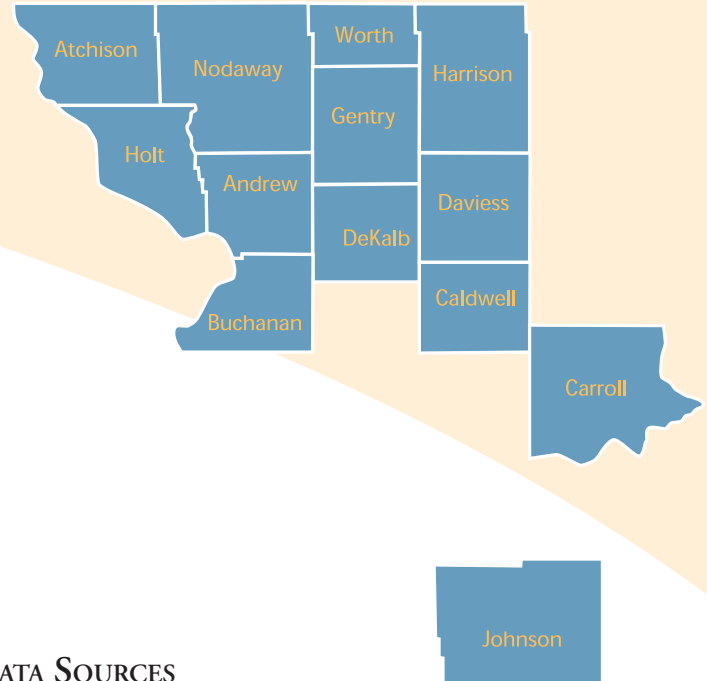 Worth
Atchison
Nodaway
Harrison
Gentry
Holt
Andrew
Daviess
DeKalb
Caldwell
Buchanan
Carroll
Johnson
ATA SOURCES